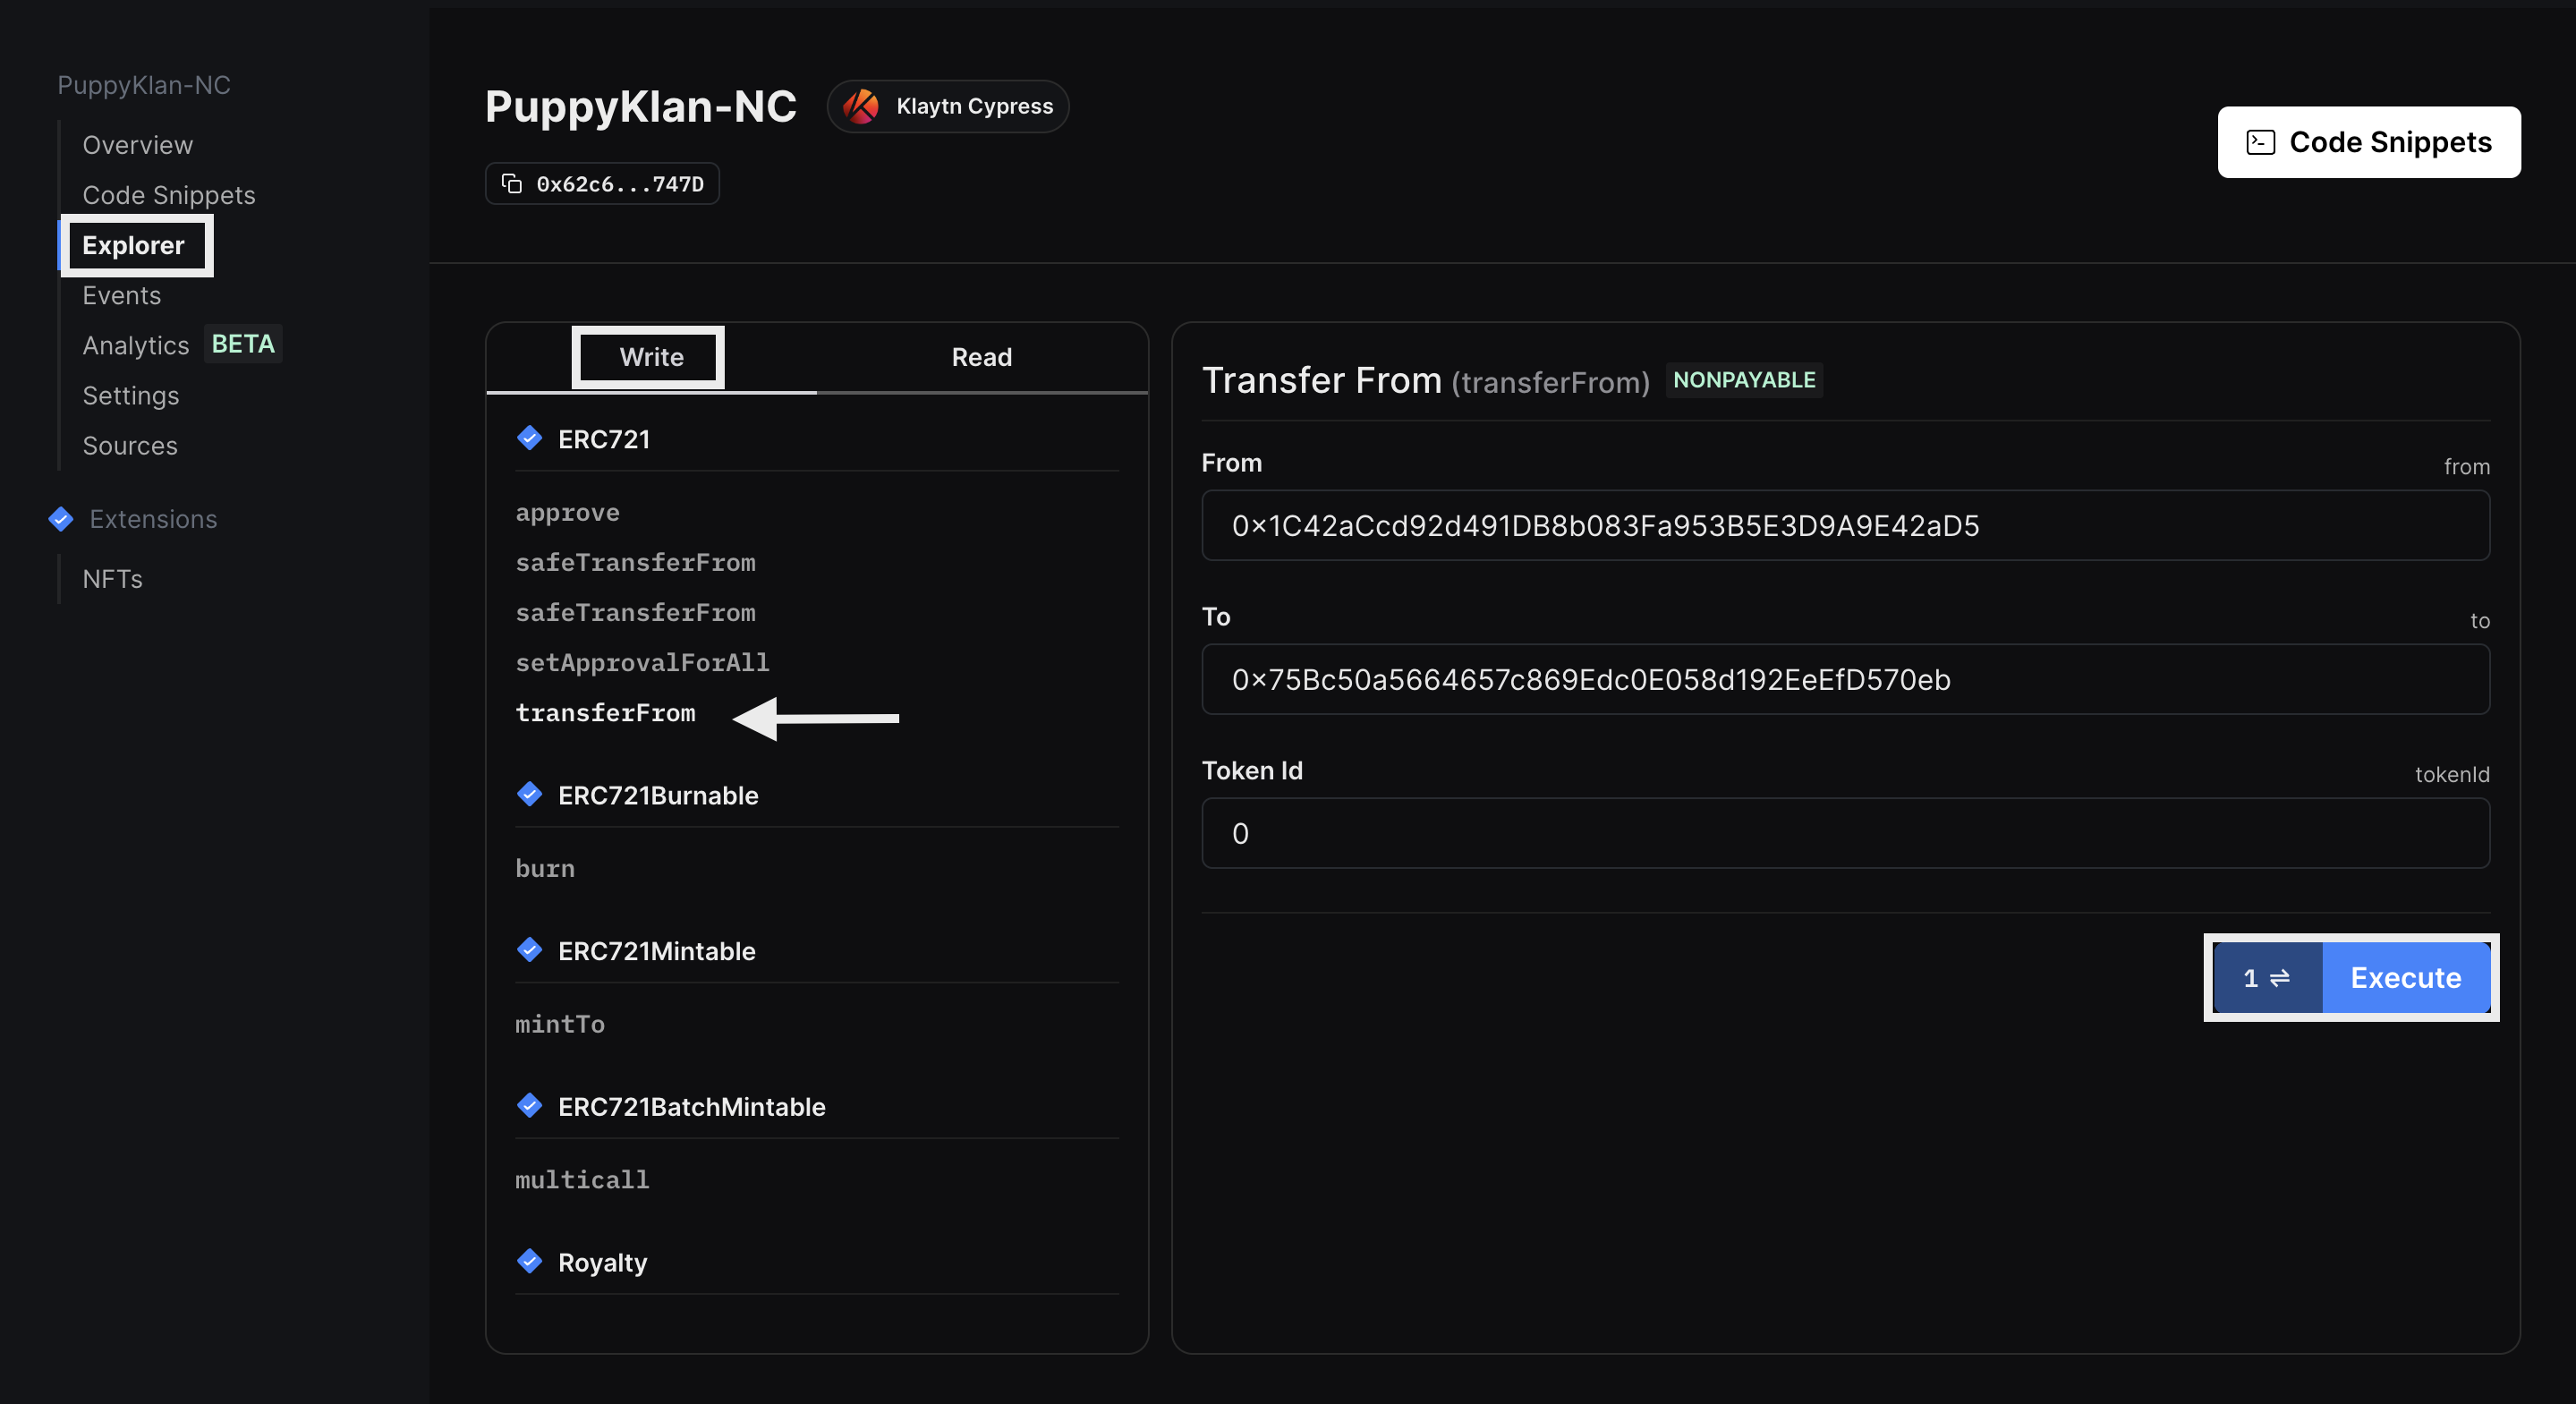 PuppyKlan-NC
Overview
Code Snippets
Explorer
Events
Analytics BETA
Settings
Sources
Extensions
NFTs
PuppyKlan-NC Klaytn Cypress
0x62c6...747D
Code Snippets
Write Read
ERC721
approve
safeTransferFrom
safeTransferFrom
setApprovalForAll
transferFrom
ERC721Burnable
burn
ERC721Mintable
mintTo
ERC721BatchMintable
multicall
Royalty
Transfer From (transferFrom) NONPAYABLE
From from
0x1C42aCcd92d491DB8b083Fa953B5E3D9A9E42aD5
To to
0x75Bc50a5664657c869Edc0E058d192EeEfD570eb
Token Id tokenId
0
1 ⇌ Execute